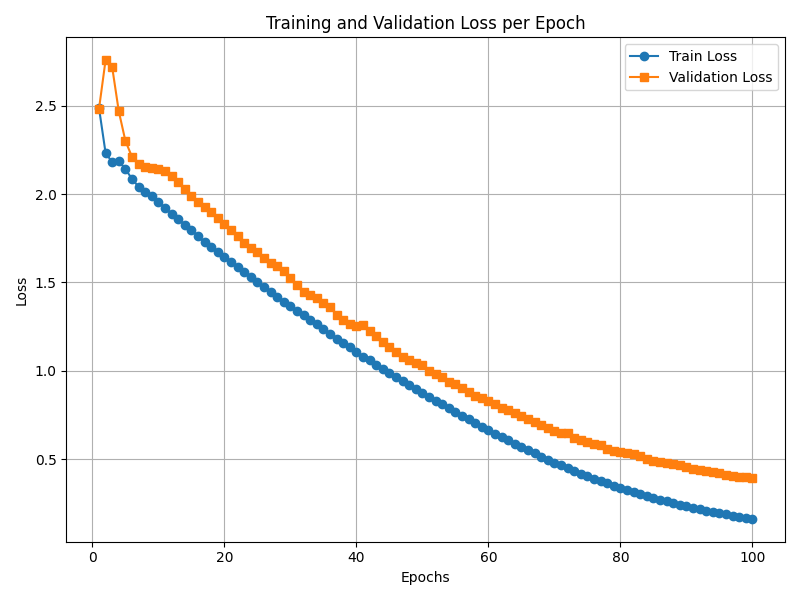 Training and Validation Loss per Epoch
Train Loss
Validation Loss
2.5
2.0
1.5
1.0
0.5
Loss
0 20 40 60 80 100
Epochs